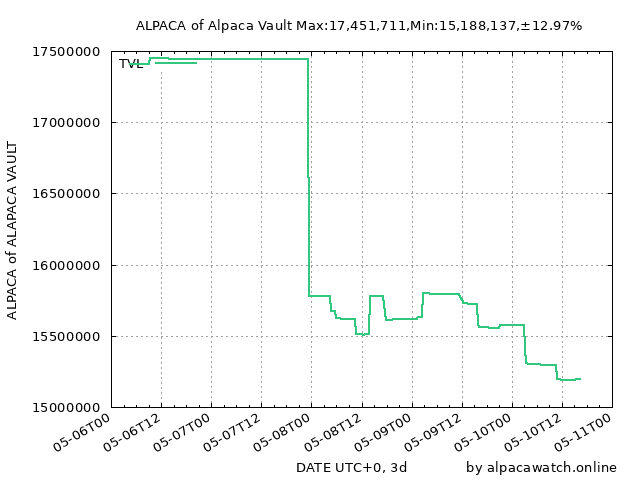 ALPACA of Alpaca Vault Max:17,451,711,Min:15,188,137,±12.97%
17500000
TVL
17000000
16500000
16000000
15500000
15000000
ALPACA of ALAPACA VAULT
05-06T00
05-06T12
05-07T00
05-07T12
05-08T00
05-08T12
05-09T00
05-09T12
05-10T00
05-10T12
05-11T00
DATE UTC+0, 3d
by alpacawatch.online